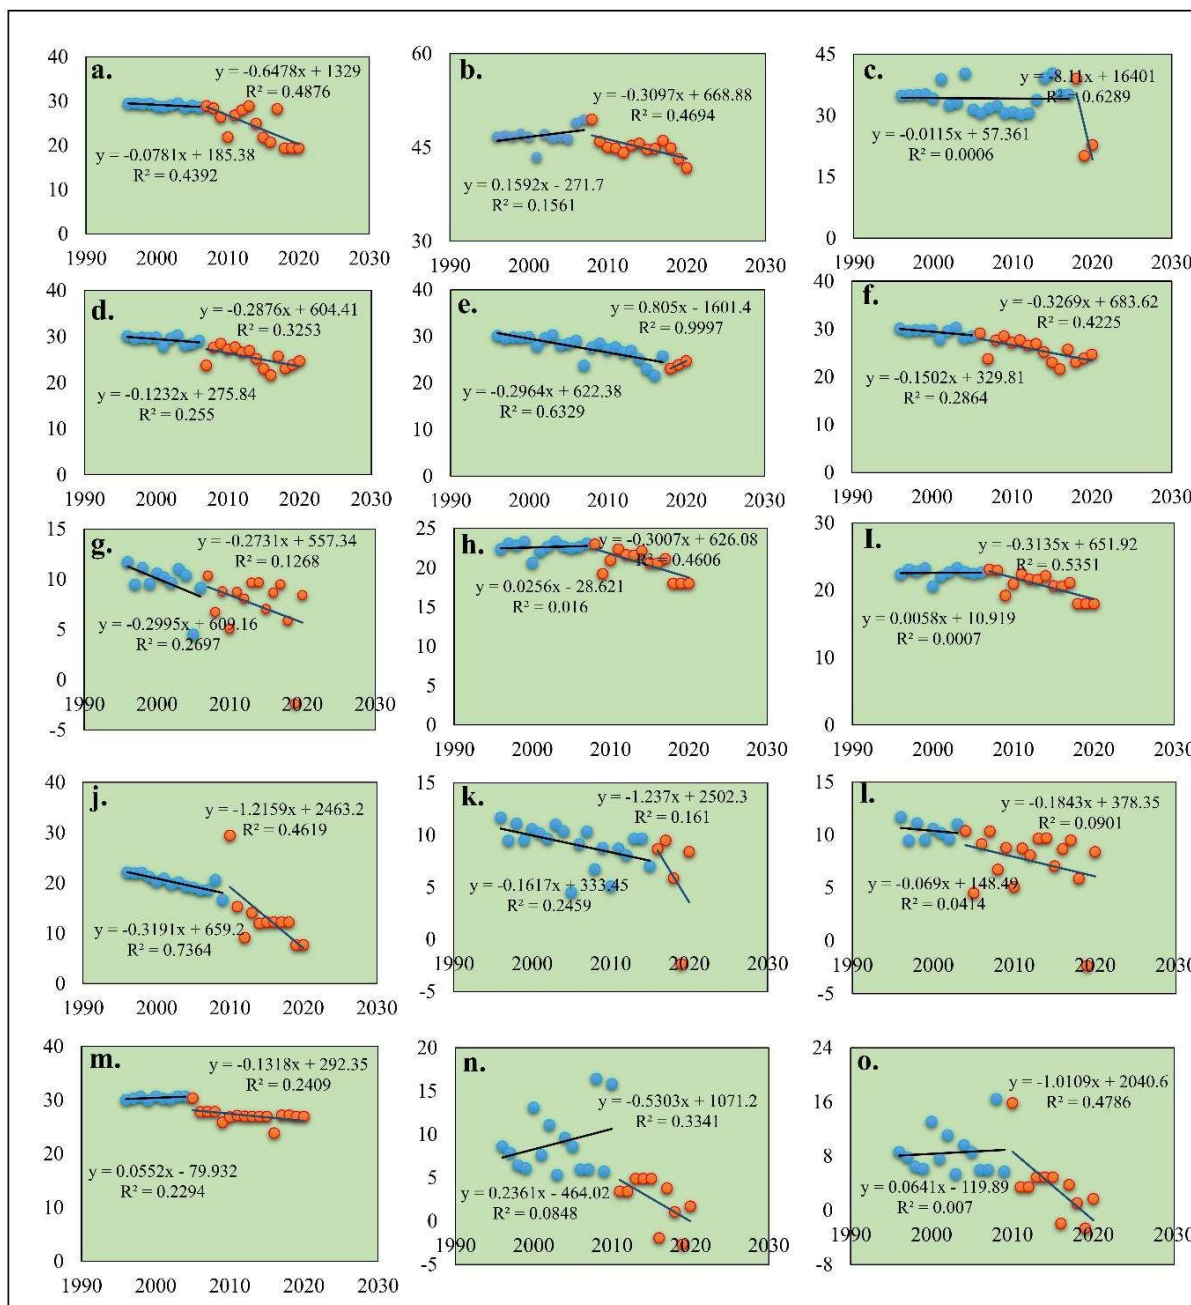 a.
y = -0.6478x + 1329
R² = 0.4876
y = -0.0781x + 185.38
R² = 0.4392
40
30
20
10
0
1990 2000 2010 2020 2030
b.
y = -0.3097x + 668.88
R² = 0.4694
y = 0.1592x - 271.7
R² = 0.1561
60
45
30
1990 2000 2010 2020 2030
c.
y = -8.11x + 16401
R² = 0.6289
y = -0.0115x + 57.361
R² = 0.0006
45
30
15
0
1990 2000 2010 2020 2030
d.
y = -0.2876x + 604.41
R² = 0.3253
y = -0.1232x + 275.84
R² = 0.255
40
30
20
10
0
1990 2000 2010 2020 2030
e.
y = 0.805x - 1601.4
R² = 0.9997
y = -0.2964x + 622.38
R² = 0.6329
40
30
20
10
0
1990 2000 2010 2020 2030
f.
y = -0.3269x + 683.62
R² = 0.4225
y = -0.1502x + 329.81
R² = 0.2864
40
30
20
10
0
1990 2000 2010 2020 2030
g.
y = -0.2731x + 557.34
R² = 0.1268
y = -0.2995x + 609.16
R² = 0.2697
15
10
5
0
1990 2000 2010 2020 2030
-5
h.
y = -0.3007x + 626.08
R² = 0.4606
y = 0.0256x - 28.621
R² = 0.016
25
20
15
10
5
0
1990 2000 2010 2020 2030
I.
y = -0.3135x + 651.92
R² = 0.5351
y = 0.0058x + 10.919
R² = 0.0007
30
20
10
0
1990 2000 2010 2020 2030
j.
y = -1.2159x + 2463.2
R² = 0.4619
y = -0.3191x + 659.2
R² = 0.7364
40
30
20
10
0
1990 2000 2010 2020 2030
k.
y = -1.237x + 2502.3
R² = 0.161
y = -0.1617x + 333.45
R² = 0.2459
15
10
5
0
1990 2000 2010 2020 2030
-5
l.
y = -0.1843x + 378.35
R² = 0.0901
y = -0.069x + 148.49
R² = 0.0414
15
10
5
0
1990 2000 2010 2020 2030
-5
m.
y = -0.1318x + 292.35
R² = 0.2409
y = 0.0552x - 79.932
R² = 0.2294
40
30
20
10
0
1990 2000 2010 2020 2030
n.
y = -0.5303x + 1071.2
R² = 0.3341
y = 0.2361x - 464.02
R² = 0.0848
20
15
10
5
0
-5
1990 2000 2010 2020 2030
o.
y = -1.0109x + 2040.6
R² = 0.4786
y = 0.0641x - 119.89
R² = 0.007
24
16
8
0
-8
1990 2000 2010 2020 2030